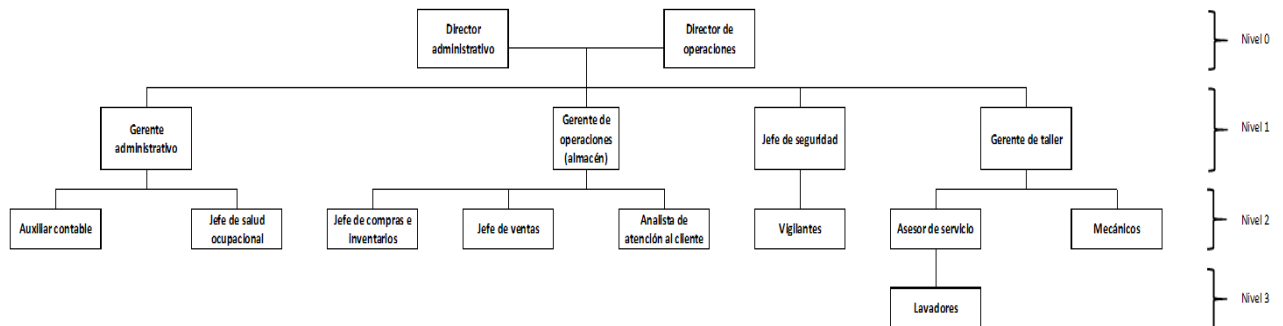 Director
administrativo
Director de
operaciones
Nivel 0
Gerente
administrativo
Gerente de
operaciones
(almacén)
Jefe de seguridad
Gerente de taller
Nivel 1
Auxiliar contable
Jefe de salud
ocupacional
Jefe de compras e
inventarios
Jefe de ventas
Analista de
atención al cliente
Vigilantes
Asesor de servicio
Mecánicos
Nivel 2
Lavadores
Nivel 3